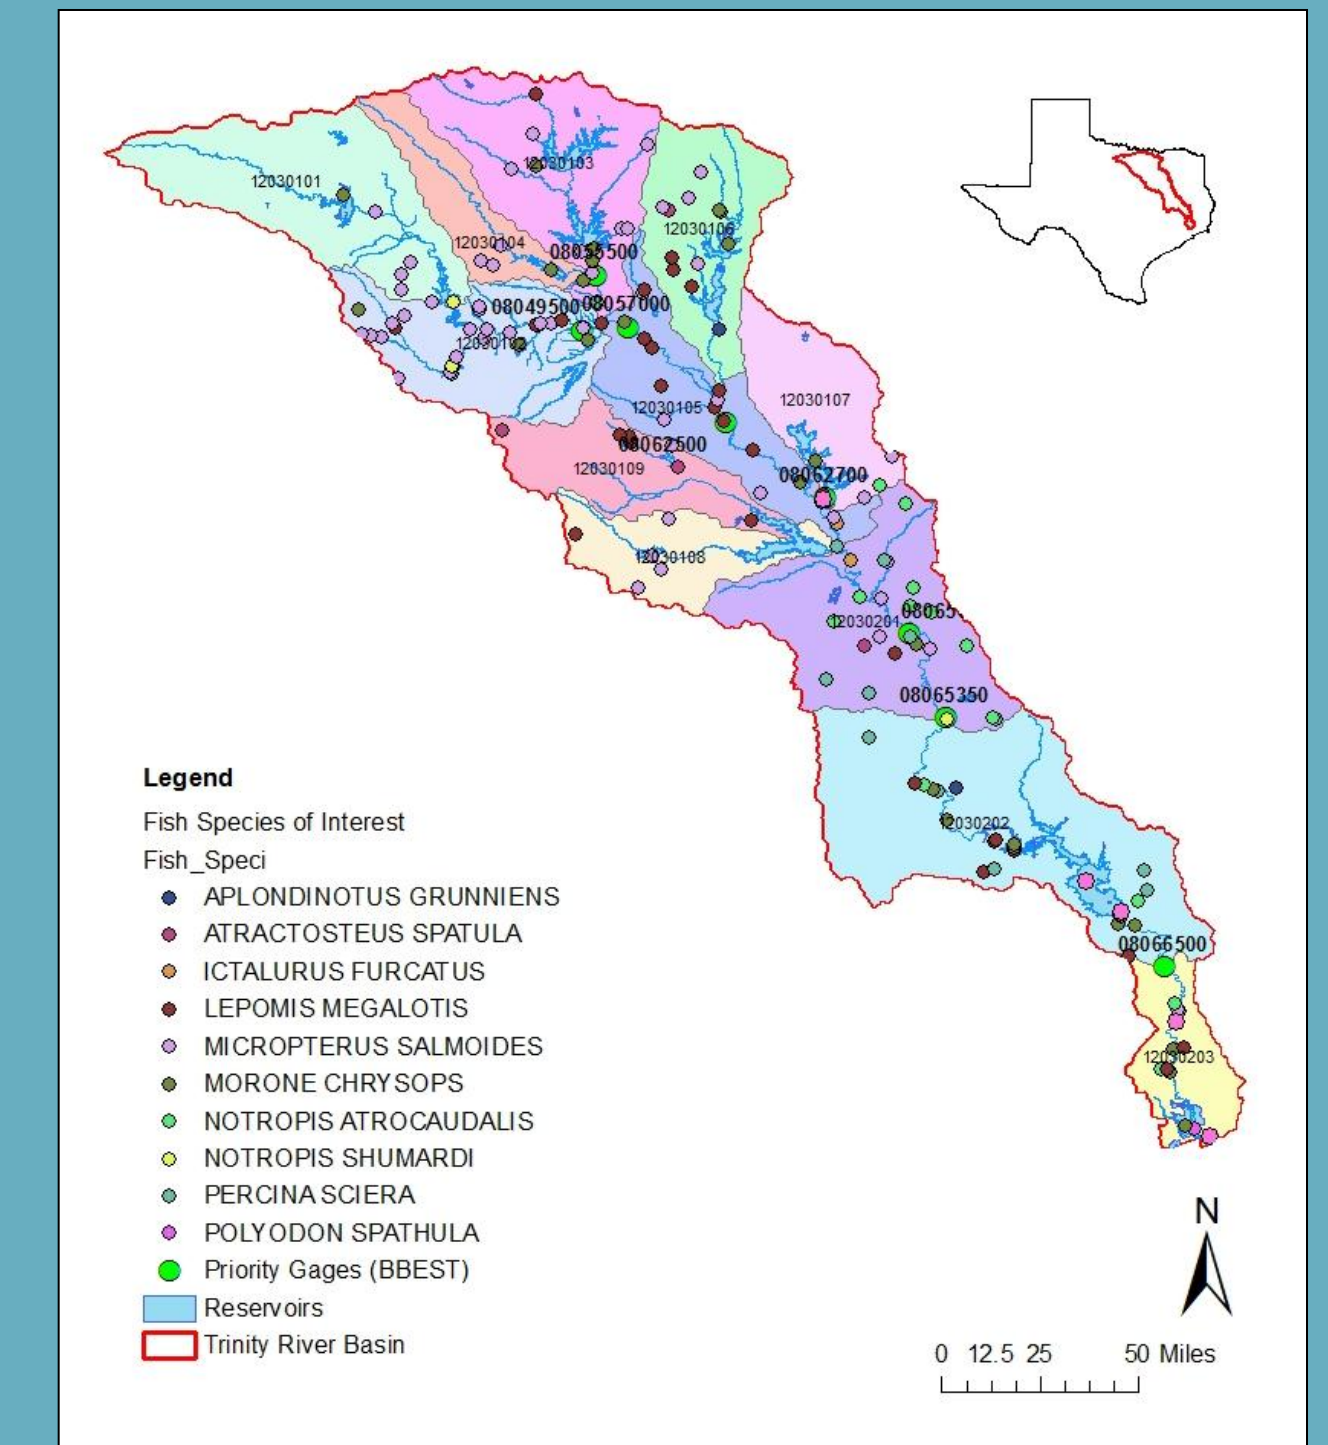 12030103
12030101
12030106
12030104
08055500
08049500
08057000
12030102
12030107
12030105
08062500
12030109
08062700
12030108
08065
12030201
08065350
Legend
Fish Species of Interest
Fish_Speci
APLONDINOTUS GRUNNIENS
ATRACTOSTEUS SPATULA
ICTALURUS FURCATUS
LEPOMIS MEGALOTIS
MICROPTERUS SALMOIDES
MORONE CHRYSOPS
NOTROPIS ATROCAUDALIS
NOTROPIS SHUMARDI
PERCINA SCIERA
POLYODON SPATHULA
Priority Gages (BBEST)
Reservoirs
Trinity River Basin
12030202
08066500
12030203
N
0 12.5 25 50 Miles